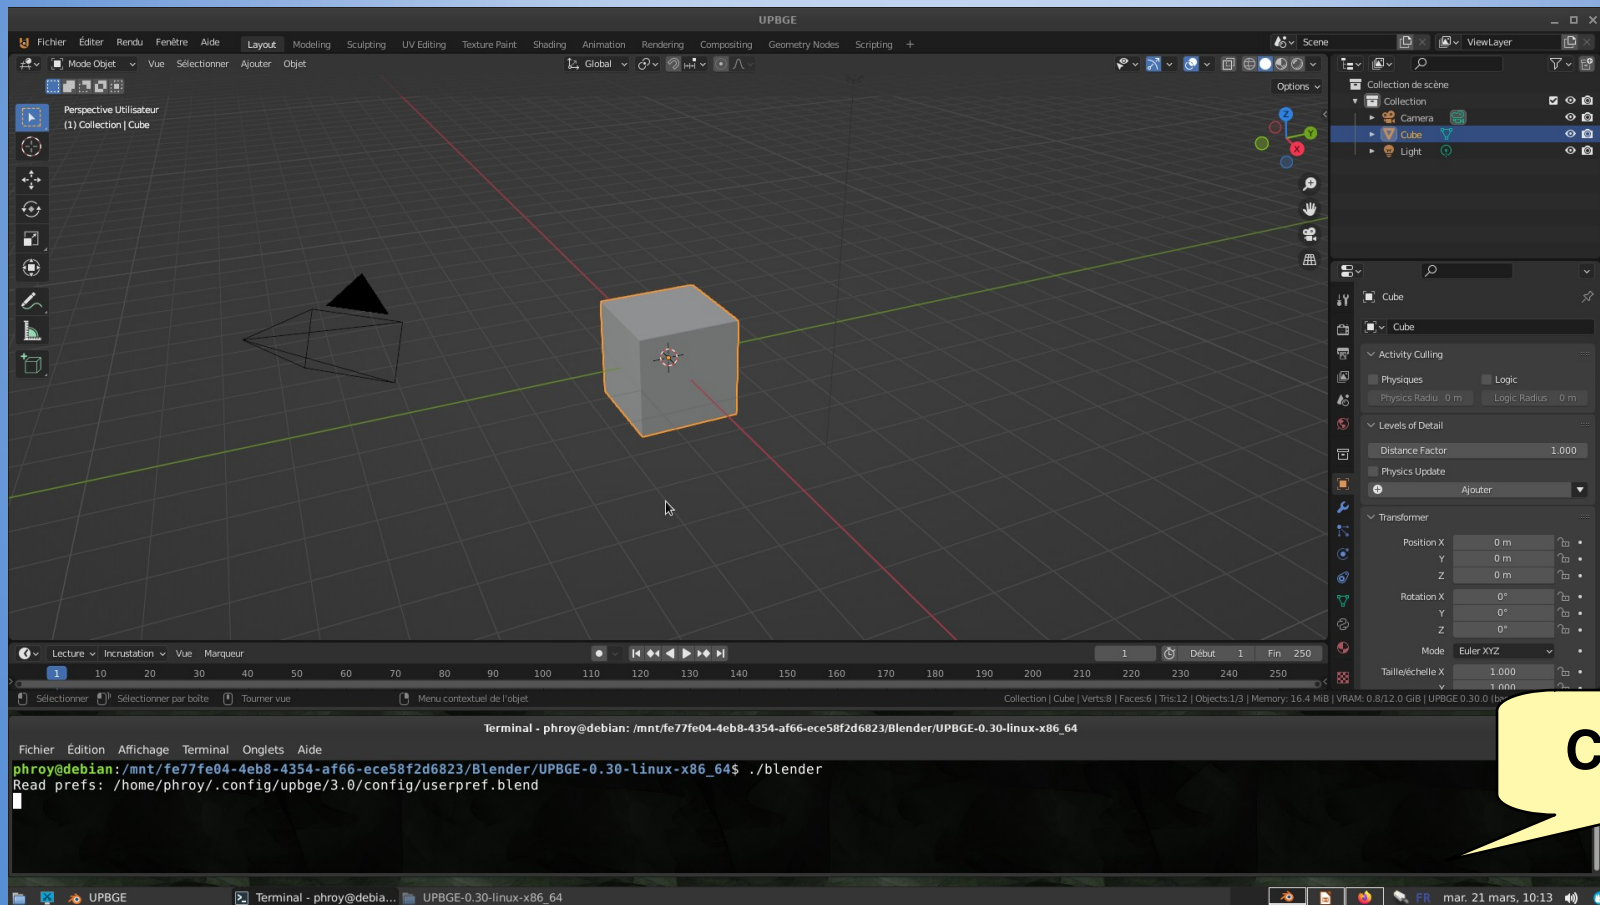 UPBGE
Fichier Éditer Rendu Fenêtre Aide Layout Modeling Sculpting UV Editing Texture Paint Shading Animation Rendering Compositing Geometry Nodes Scripting + Scene ViewLayer
Mode Objet Vue Sélectionner Ajouter Objet Global
Options
Perspective Utilisateur
(1) Collection | Cube
Z
Y
X
Collection de scène
Collection
Camera
Cube
Light
Cube
Cube
Activity Culling
Physiques Logic
Physics Radiu 0 m Logic Radius 0 m
Levels of Detail
Distance Factor 1.000
Physics Update
Ajouter
Transformer
Position X 0 m
Y 0 m
Z 0 m
Rotation X 0°
Y 0°
Z 0°
Mode Euler XYZ
Taille/échelle X 1.000
Y 1.000
Lecture Incrustation Vue Marqueur 1 Début 1 Fin 250
1 10 20 30 40 50 60 70 80 90 100 110 120 130 140 150 160 170 180 190 200 210 220 230 240 250
Sélectionner Sélectionner par boîte Tourner vue Menu contextuel de l'objet Collection | Cube | Verts:8 | Faces:6 | Tris:12 | Objects:1/3 | Memory: 16.4 MiB | VRAM: 0.8/12.0 GiB | UPBGE 0.30.0
Terminal - phroy@debian: /mnt/fe77fe04-4eb8-4354-af66-ece58f2d6823/Blender/UPBGE-0.30-linux-x86_64
Fichier Édition Affichage Terminal Onglets Aide
phroy@debian:/mnt/fe77fe04-4eb8-4354-af66-ece58f2d6823/Blender/UPBGE-0.30-linux-x86_64$ ./blender
Read prefs: /home/phroy/.config/upbge/3.0/config/userpref.blend
C
UPBGE Terminal - phroy@debia... UPBGE-0.30-linux-x86_64 FR mar. 21 mars, 10:13